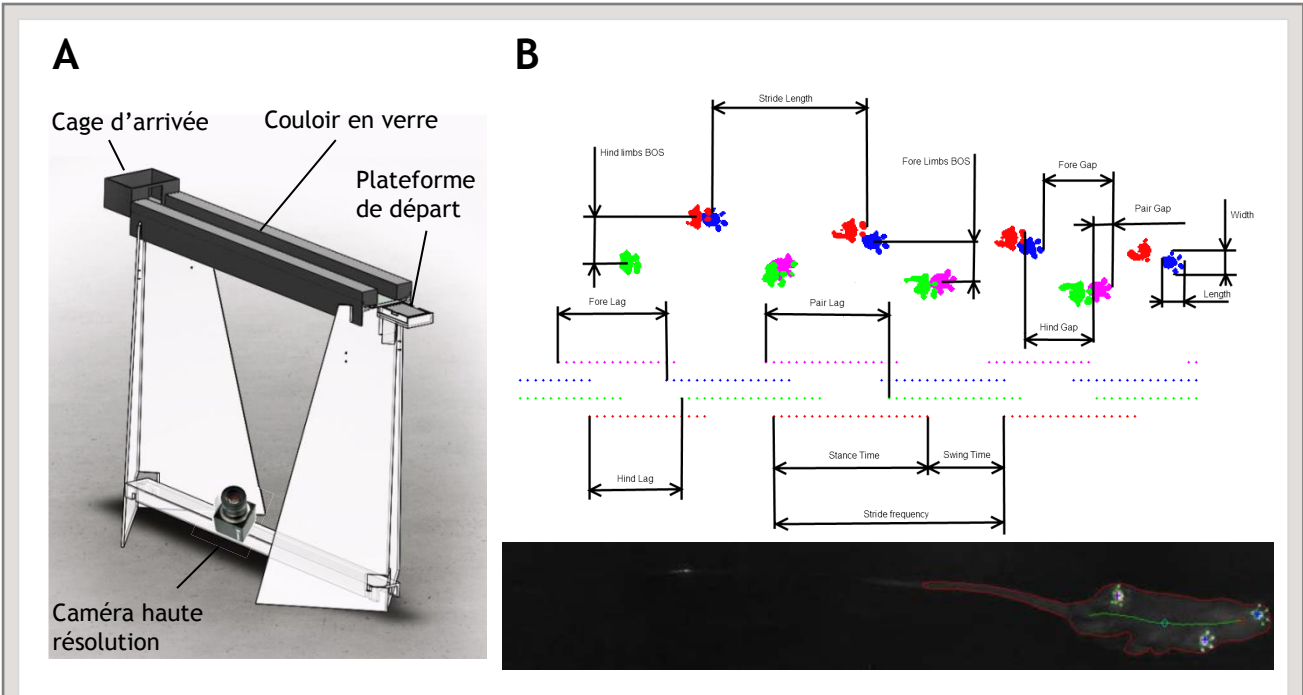 A
Cage d'arrivée
Couloir en verre
Plateforme
de départ
Caméra haute
résolution
B
Stride Length
Hind limbs BOS
Fore Limbs BOS
Fore Gap
Pair Gap
Width
Length
Hind Gap
Fore Lag
Pair Lag
Stance Time
Swing Time
Hind Lag
Stride frequency